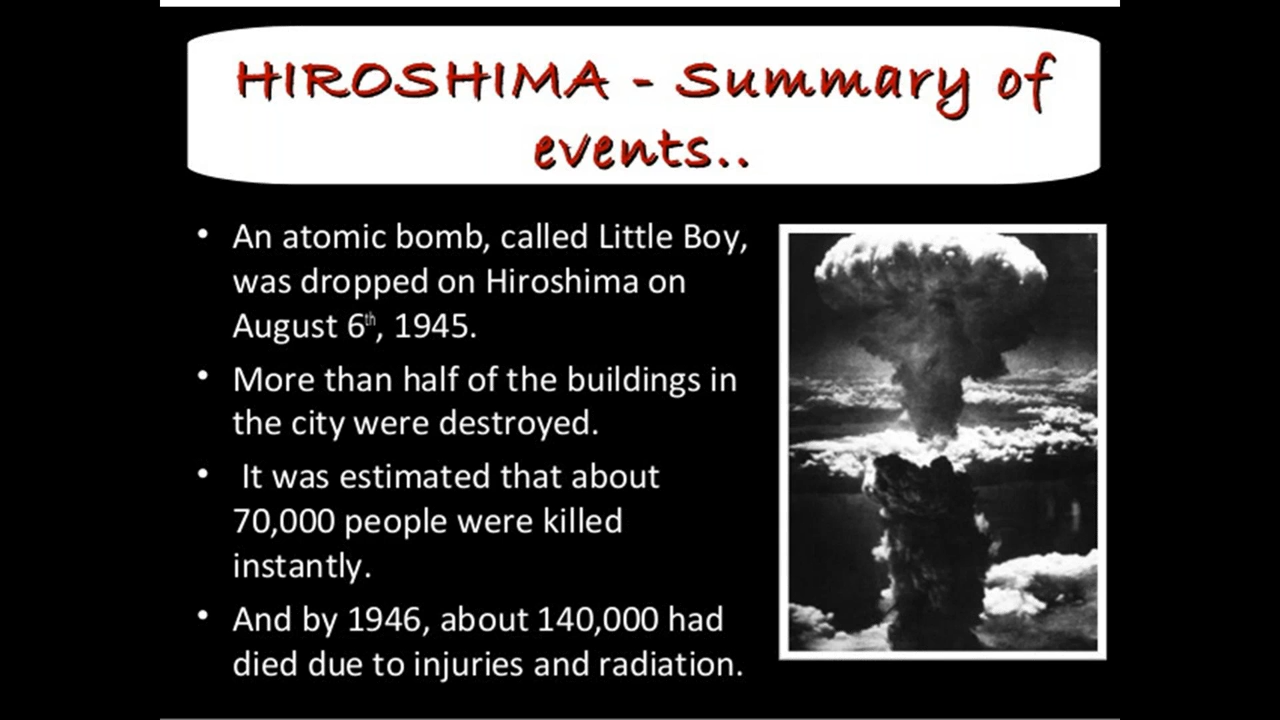 HIROSHIMA - Summary of
events..
• An atomic bomb, called Little Boy,
was dropped on Hiroshima on
August 6th, 1945.
• More than half of the buildings in
the city were destroyed.
• It was estimated that about
70,000 people were killed
instantly.
• And by 1946, about 140,000 had
died due to injuries and radiation.